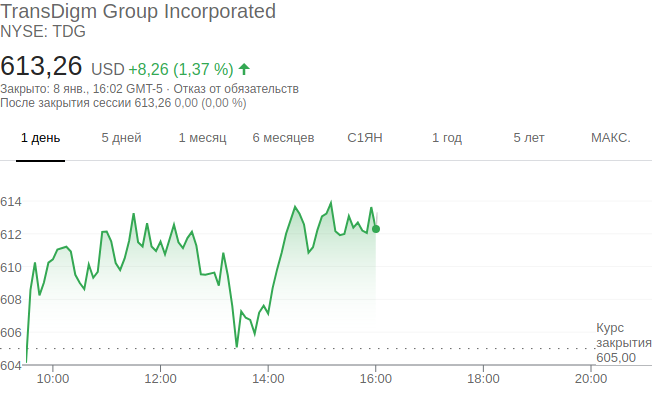 TransDigm Group Incorporated
NYSE: TDG
613,26 USD +8,26 (1,37 %)
Закрыто: 8 янв., 16:02 GMT-5 · Отказ от обязательств
После закрытия сессии 613,26 0,00 (0,00 %)
1 день 5 дней 1 месяц 6 месяцев С1ЯН 1 год 5 лет МАКС.
614
612
610
608
606
604
Курс
закрытия
605,00
10:00 12:00 14:00 16:00 18:00 20:00